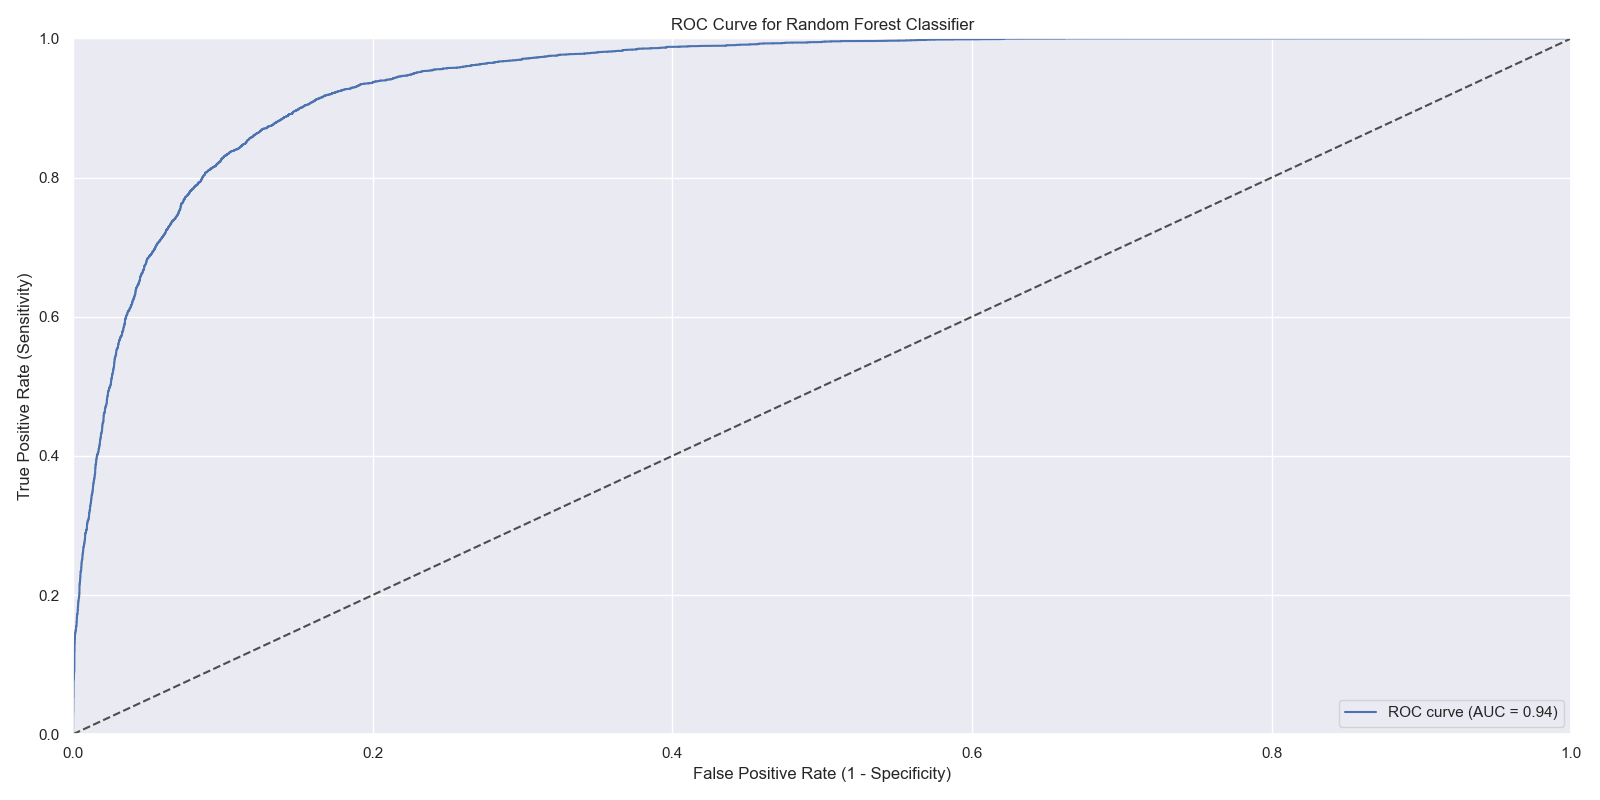 ROC Curve for Random Forest Classifier
1.0
0.8
0.6
0.4
0.2
0.0
True Positive Rate (Sensitivity)
ROC curve (AUC = 0.94)
0.0 0.2 0.4 0.6 0.8 1.0
False Positive Rate (1 - Specificity)